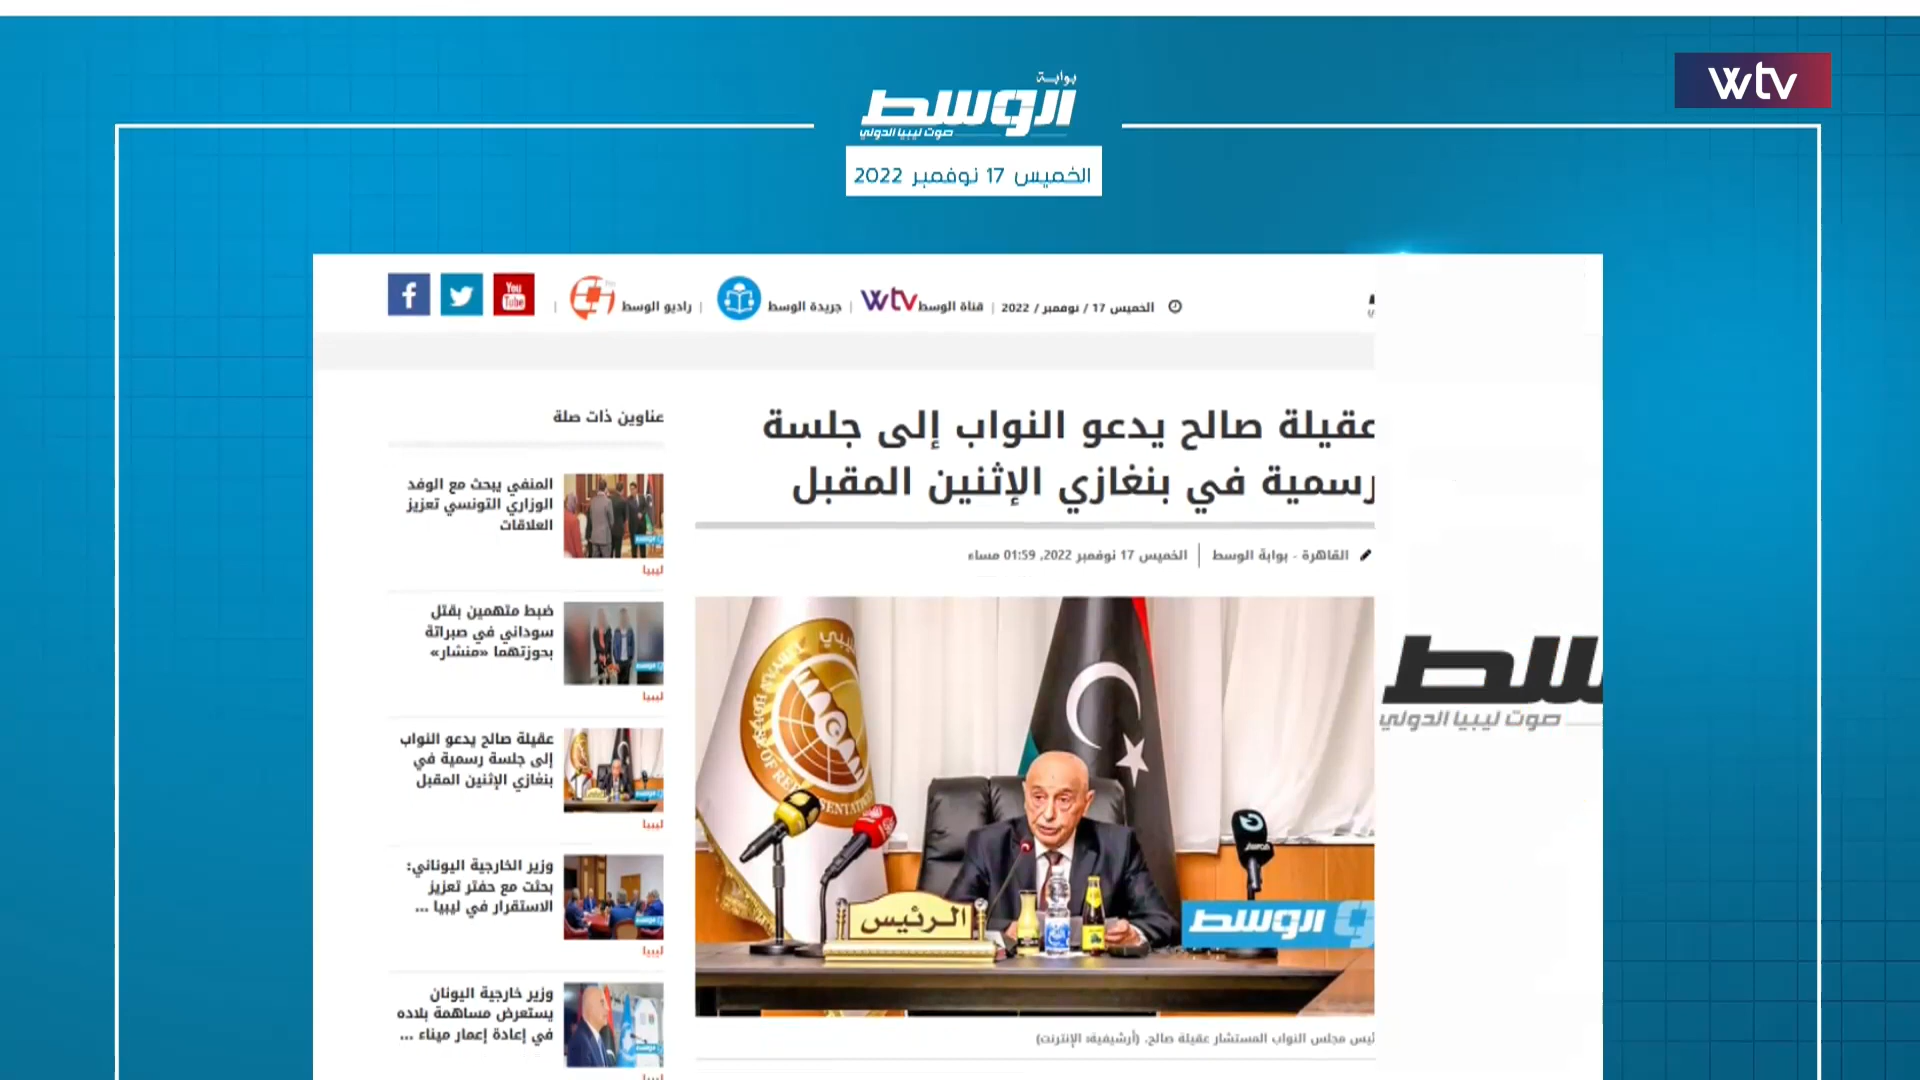 wtv
بوابة
الوسط
صوت ليبيا الدولي
الخميس 17 نوفمبر 2022
الخميس 17 / نوفمبر / 2022 | قناة الوسط wtv | جريدة الوسط | راديو الوسط |
You
Tube
عقيلة صالح يدعو النواب إلى جلسة
رسمية في بنغازي الإثنين المقبل
القاهرة - بوابة الوسط | الخميس 17 نوفمبر 2022, 01:59 مساء
OF REPRESENTATIVES
الرئيس
الوسط
مجلس النواب المستشار عقيلة صالح. (أرشيفية: الإنترنت)
صوت ليبيا الدولي
عناوين ذات صلة
المنفي يبحث مع الوفد
الوزاري التونسي تعزيز
العلاقات
ليبيا
ضبط متهمين بقتل
سوداني في صبراتة
بحوزتهما «منشار»
ليبيا
عقيلة صالح يدعو النواب
إلى جلسة رسمية في
بنغازي الإثنين المقبل
ليبيا
وزير الخارجية اليوناني:
بحثت مع حفتر تعزيز
الاستقرار في ليبيا ...
ليبيا
وزير خارجية اليونان
يستعرض مساهمة بلاده
في إعادة إعمار ميناء ...